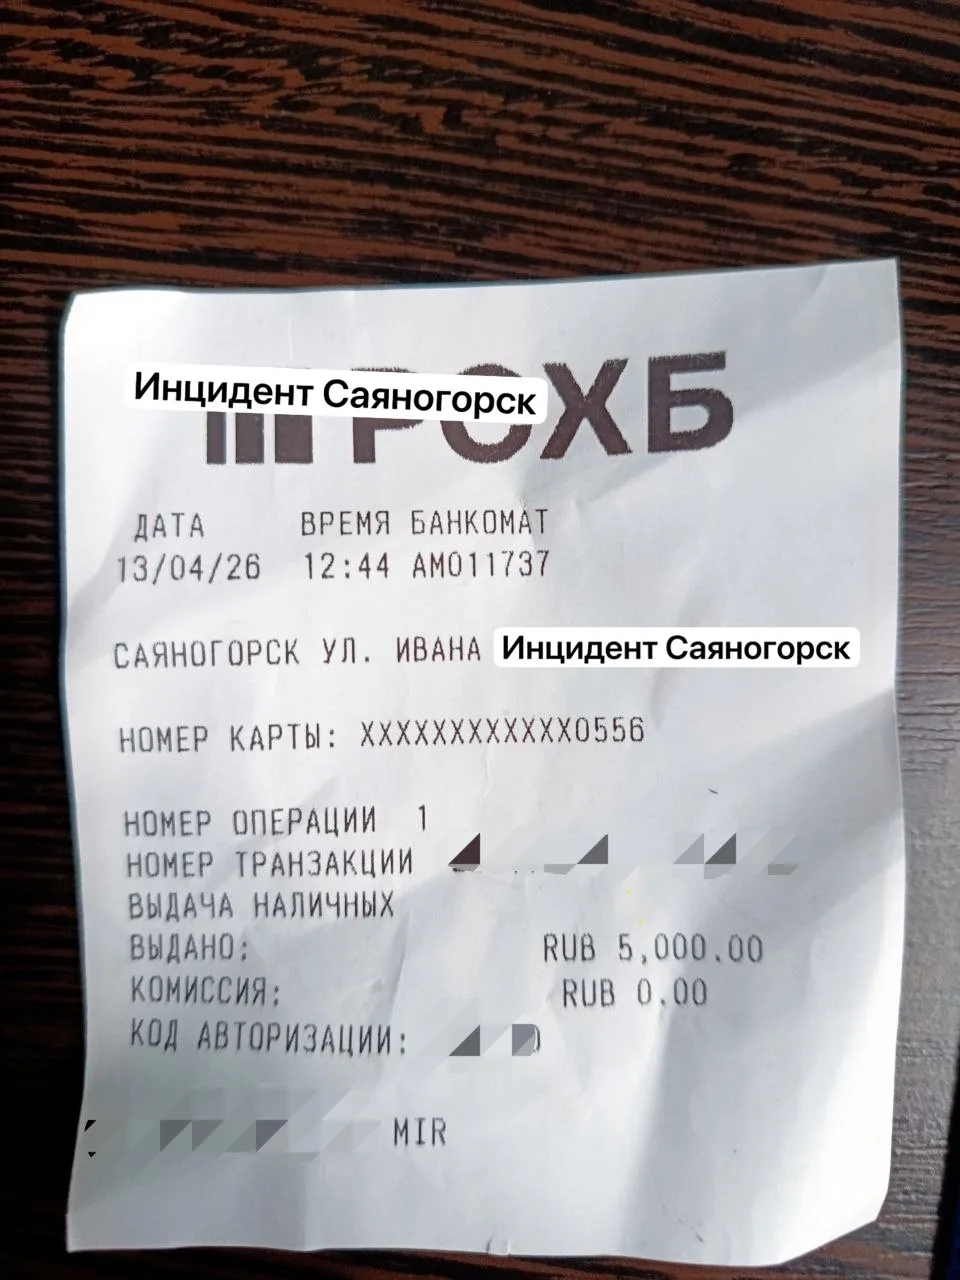 Инцидент Саяногорск
РОХБ
ДАТА ВРЕМЯ БАНКОМАТ
13/04/26 12:44 AM011737
САЯНОГОРСК УЛ. ИВАНА Инцидент Саяногорск
НОМЕР КАРТЫ: XXXXXXXXXXXX0556
НОМЕР ОПЕРАЦИИ 1
НОМЕР ТРАНЗАКЦИИ
ВЫДАЧА НАЛИЧНЫХ
ВЫДАНО: RUB 5,000.00
КОМИССИЯ: RUB 0.00
КОД АВТОРИЗАЦИИ:
MIR